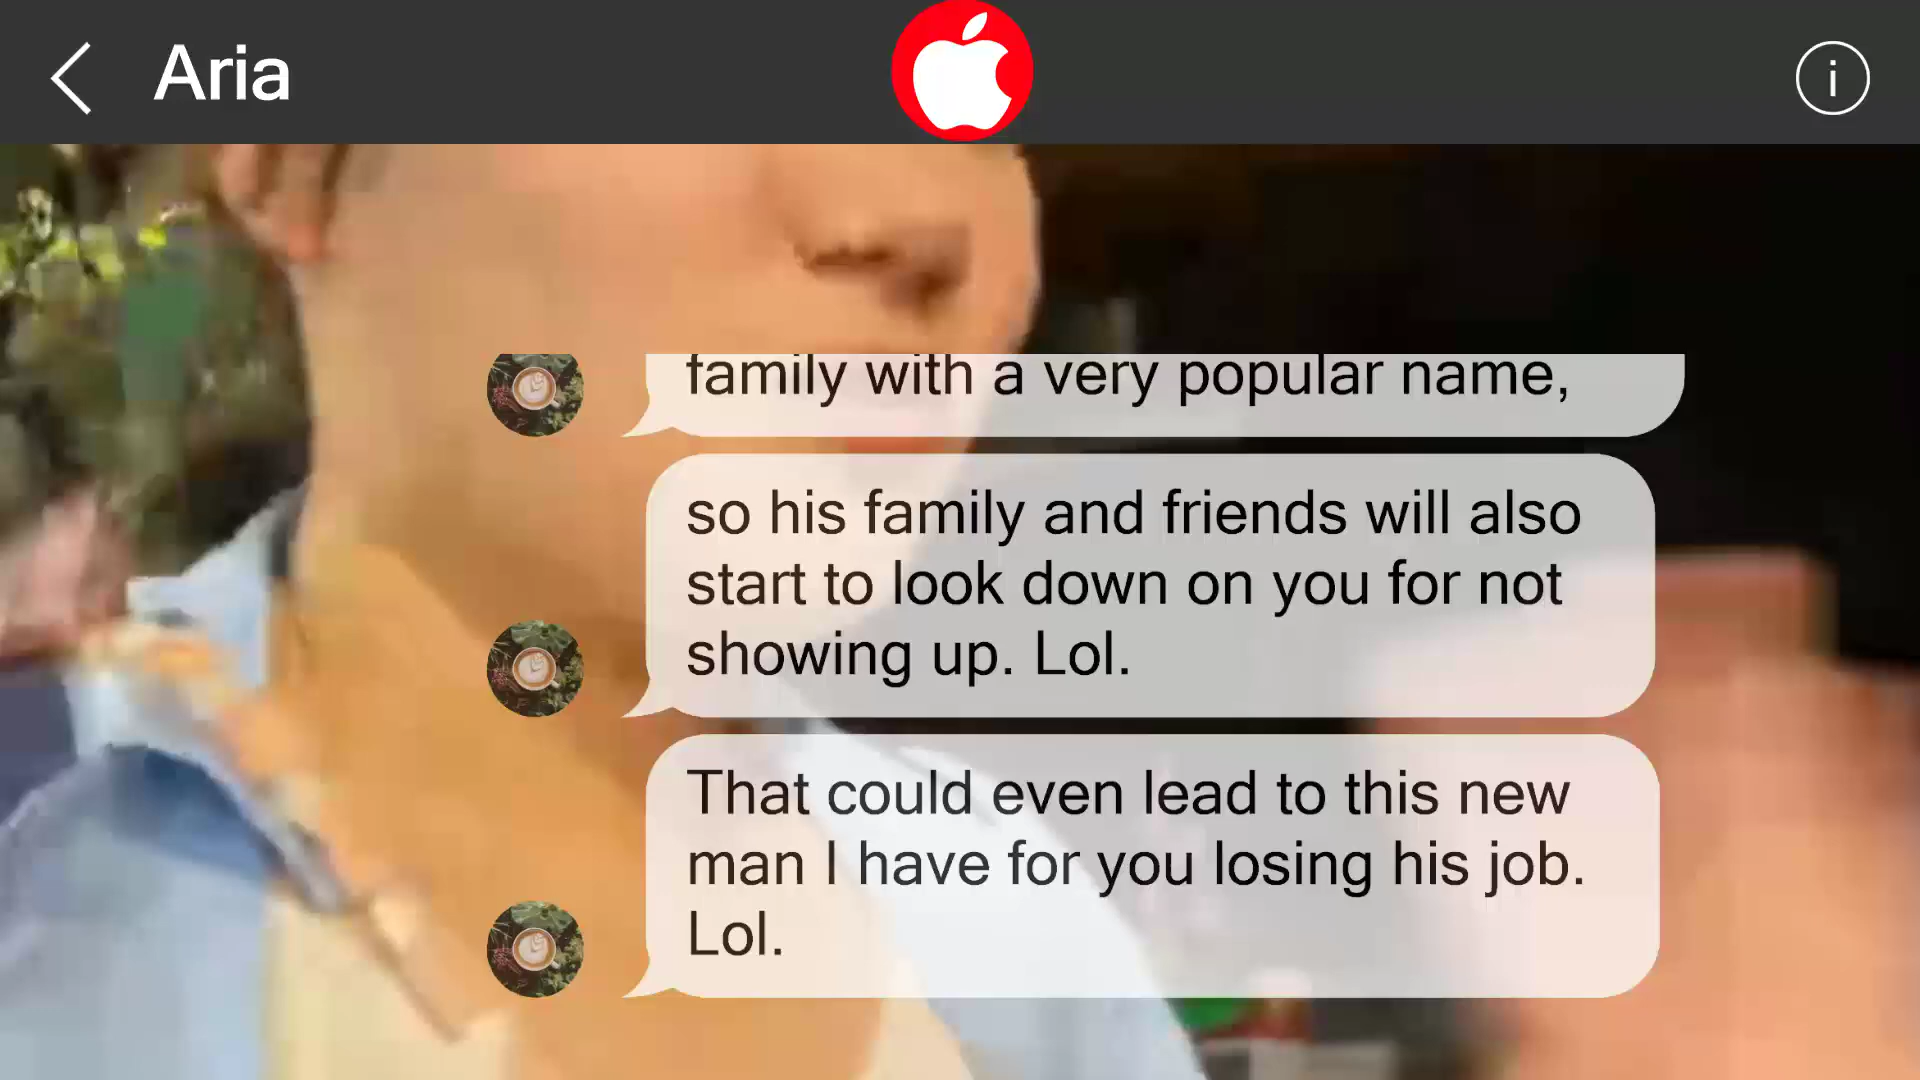 Aria
i
family with a very popular name,
so his family and friends will also
start to look down on you for not
showing up. Lol.
That could even lead to this new
man I have for you losing his job.
Lol.